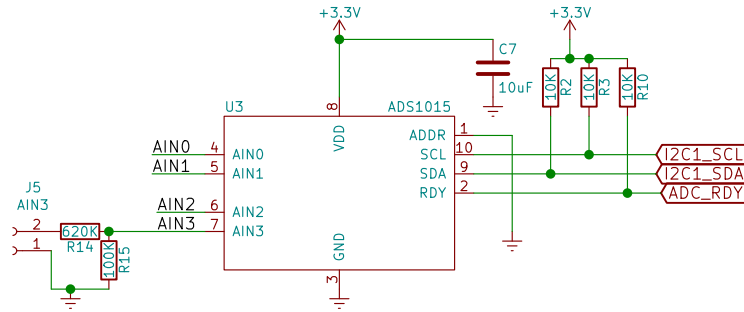 +3.3V
+3.3V
C7
10uF
10K
R2
10K
R3
10K
R10
U3
ADS1015
8
VDD
ADDR
1
AIN0
4
AIN0
SCL
10
I2C1_SCL
AIN1
5
AIN1
SDA
9
I2C1_SDA
RDY
2
ADC_RDY
J5
AIN3
AIN2
6
AIN2
2
620K
R14
AIN3
7
AIN3
1
100K
R15
GND
3